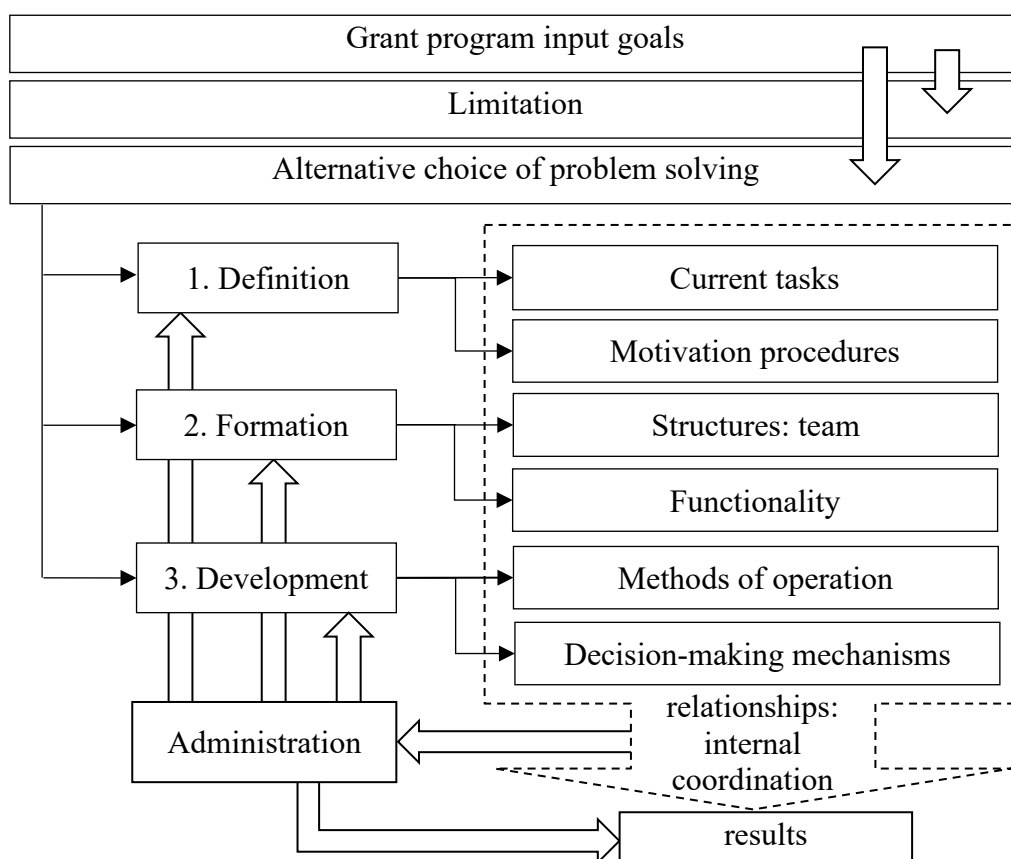 Grant program input goals
Limitation
Alternative choice of problem solving
1. Definition
Current tasks
Motivation procedures
2. Formation
Structures: team
Functionality
3. Development
Methods of operation
Decision-making mechanisms
relationships:
internal
coordination
Administration
results